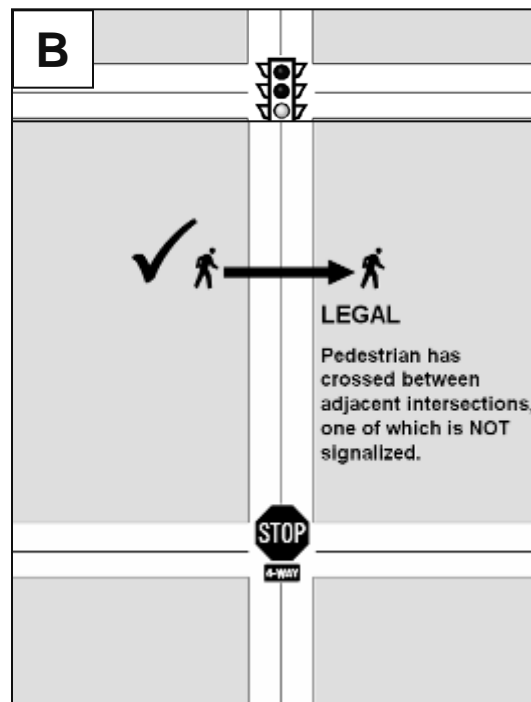 B
LEGAL
Pedestrian has
crossed between
adjacent intersections,
one of which is NOT
signalized.
STOP
4-WAY